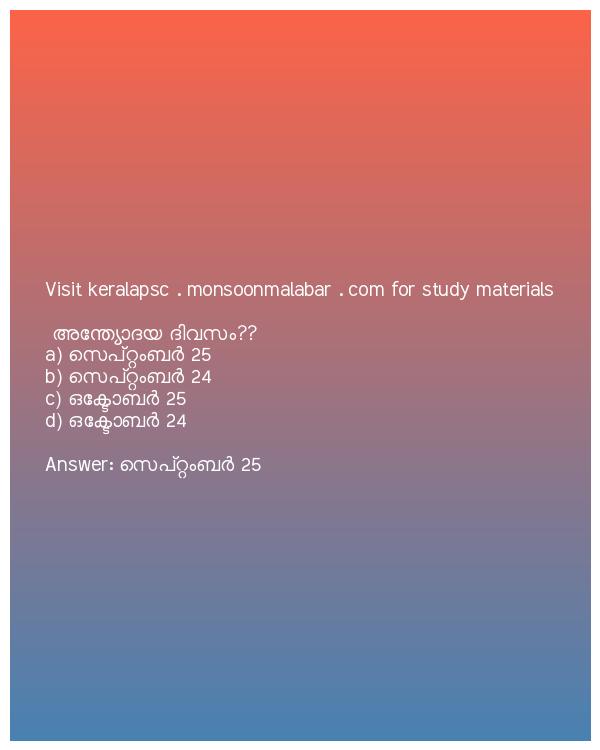 Visit keralapsc . monsoonmalabar . com for study materials
അന്ത്യോദയ ദിവസം??
a) സെപ്റ്റംബർ 25
b) സെപ്റ്റംബർ 24
c) ഒക്ടോബർ 25
d) ഒക്ടോബർ 24
Answer: സെപ്റ്റംബർ 25